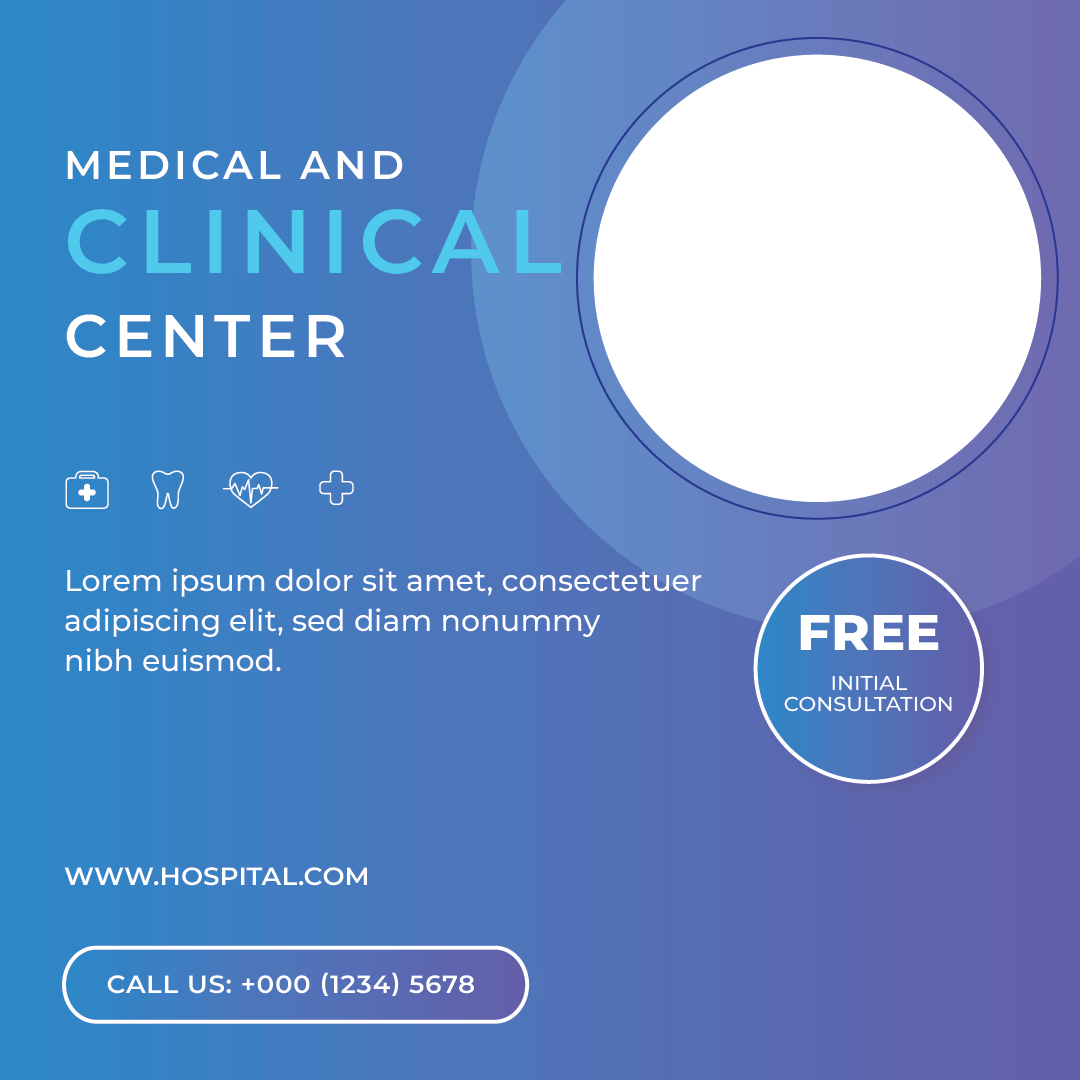 MEDICAL AND
CLINICAL
CENTER
Lorem ipsum dolor sit amet, consectetuer
adipiscing elit, sed diam nonummy
nibh euismod.
FREE
INITIAL
CONSULTATION
WWW.HOSPITAL.COM
CALL US: +000 (1234) 5678